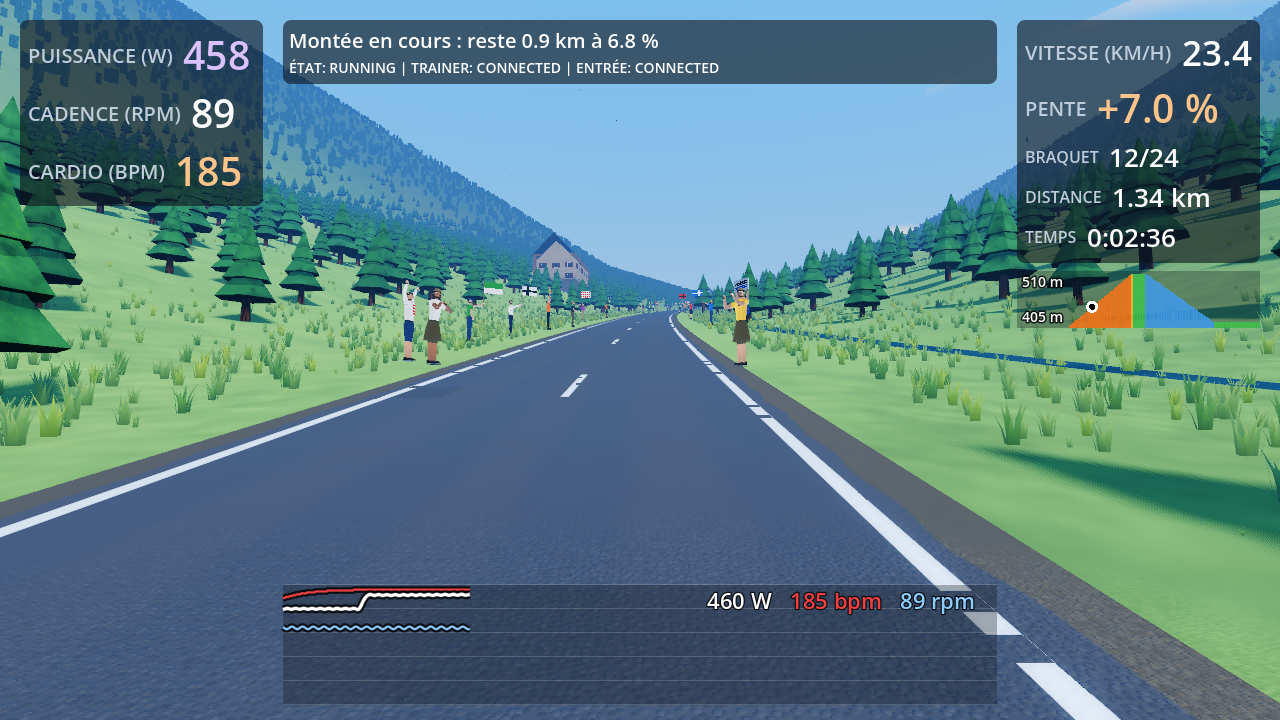 PUISSANCE (W) 458
CADENCE (RPM) 89
CARDIO (BPM) 185
Montée en cours : reste 0.9 km à 6.8 %
ÉTAT: RUNNING | TRAINER: CONNECTED | ENTRÉE: CONNECTED
VITESSE (KM/H) 23.4
PENTE +7.0 %
BRAQUET 12/24
DISTANCE 1.34 km
TEMPS 0:02:36
510 m
405 m
460 W 185 bpm 89 rpm